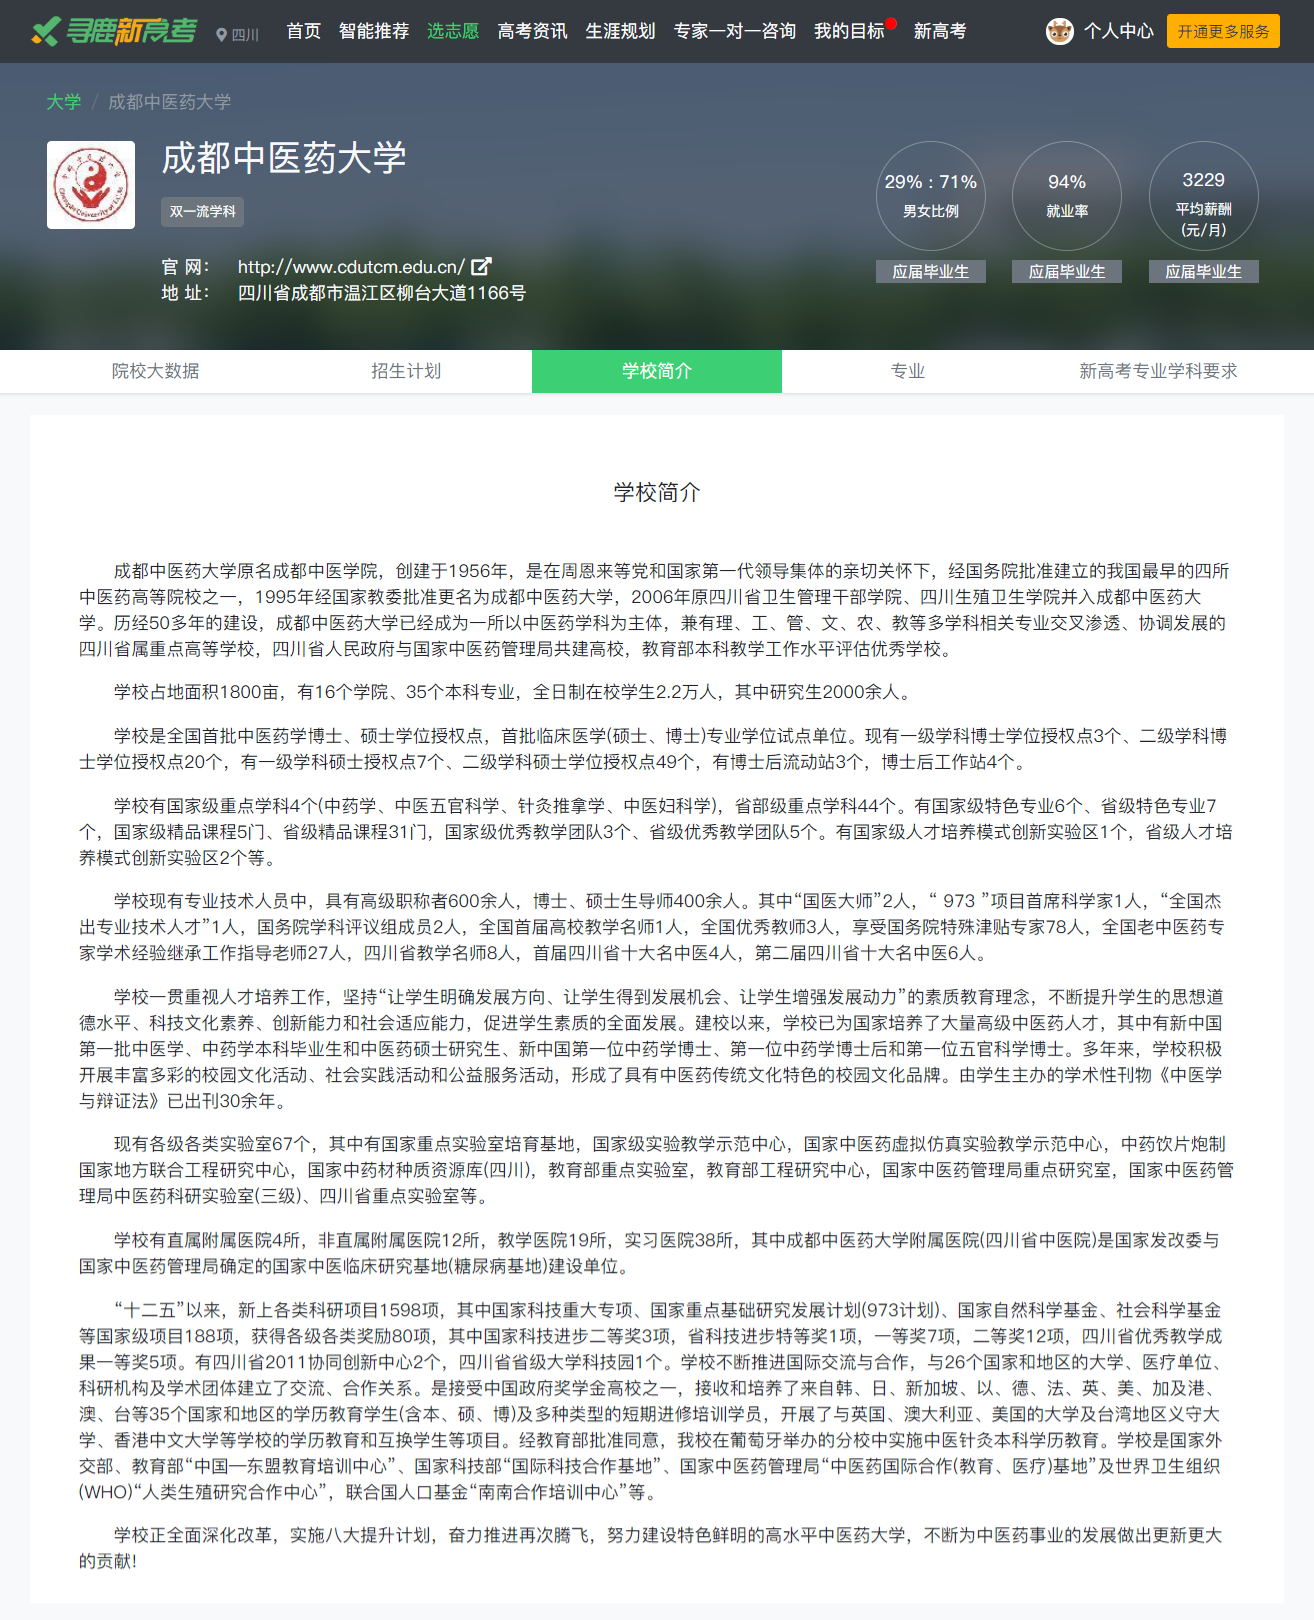 寻鹿新高考 四川 首页 智能推荐 选志愿 高考资讯 生涯规划 专家一对一咨询 我的目标 新高考 个人中心 开通更多服务
大学 / 成都中医药大学
成都中医药大学
双一流学科
官 网： http://www.cdutcm.edu.cn/
地 址： 四川省成都市温江区柳台大道1166号
29% : 71%
男女比例
应届毕业生
94%
就业率
应届毕业生
3229
平均薪酬
(元/月)
应届毕业生
院校大数据 招生计划 学校简介 专业 新高考专业学科要求
学校简介
成都中医药大学原名成都中医学院，创建于1956年，是在周恩来等党和国家第一代领导集体的亲切关怀下，经国务院批准建立的我国最早的四所
中医药高等院校之一，1995年经国家教委批准更名为成都中医药大学，2006年原四川省卫生管理干部学院、四川生殖卫生学院并入成都中医药大
学。历经50多年的建设，成都中医药大学已经成为一所以中医药学科为主体，兼有理、工、管、文、农、教等多学科相关专业交叉渗透、协调发展的
四川省属重点高等学校，四川省人民政府与国家中医药管理局共建高校，教育部本科教学工作水平评估优秀学校。
学校占地面积1800亩，有16个学院、35个本科专业，全日制在校学生2.2万人，其中研究生2000余人。
学校是全国首批中医药学博士、硕士学位授权点，首批临床医学(硕士、博士)专业学位试点单位。现有一级学科博士学位授权点3个、二级学科博
士学位授权点20个，有一级学科硕士授权点7个、二级学科硕士学位授权点49个，有博士后流动站3个，博士后工作站4个。
学校有国家级重点学科4个(中药学、中医五官科学、针灸推拿学、中医妇科学)，省部级重点学科44个。有国家级特色专业6个、省级特色专业7
个，国家级精品课程5门、省级精品课程31门，国家级优秀教学团队3个、省级优秀教学团队5个。有国家级人才培养模式创新实验区1个，省级人才培
养模式创新实验区2个等。
学校现有专业技术人员中，具有高级职称者600余人，博士、硕士生导师400余人。其中“国医大师”2人，“ 973 ”项目首席科学家1人，“全国杰
出专业技术人才”1人，国务院学科评议组成员2人，全国首届高校教学名师1人，全国优秀教师3人，享受国务院特殊津贴专家78人，全国老中医药专
家学术经验继承工作指导老师27人，四川省教学名师8人，首届四川省十大名中医4人，第二届四川省十大名中医6人。
学校一贯重视人才培养工作，坚持“让学生明确发展方向、让学生得到发展机会、让学生增强发展动力”的素质教育理念，不断提升学生的思想道
德水平、科技文化素养、创新能力和社会适应能力，促进学生素质的全面发展。建校以来，学校已为国家培养了大量高级中医药人才，其中有新中国
第一批中医学、中药学本科毕业生和中医药硕士研究生、新中国第一位中药学博士、第一位中药学博士后和第一位五官科学博士。多年来，学校积极
开展丰富多彩的校园文化活动、社会实践活动和公益服务活动，形成了具有中医药传统文化特色的校园文化品牌。由学生主办的学术性刊物《中医学
与辩证法》已出刊30余年。
现有各级各类实验室67个，其中有国家重点实验室培育基地，国家级实验教学示范中心，国家中医药虚拟仿真实验教学示范中心，中药饮片炮制
国家地方联合工程研究中心，国家中药材种质资源库(四川)，教育部重点实验室，教育部工程研究中心，国家中医药管理局重点研究室，国家中医药管
理局中医药科研实验室(三级)、四川省重点实验室等。
学校有直属附属医院4所，非直属附属医院12所，教学医院19所，实习医院38所，其中成都中医药大学附属医院(四川省中医院)是国家发改委与
国家中医药管理局确定的国家中医临床研究基地(糖尿病基地)建设单位。
“十二五”以来，新上各类科研项目1598项，其中国家科技重大专项、国家重点基础研究发展计划(973计划)、国家自然科学基金、社会科学基金
等国家级项目188项，获得各级各类奖励80项，其中国家科技进步二等奖3项，省科技进步特等奖1项，一等奖7项，二等奖12项，四川省优秀教学成
果一等奖5项。有四川省2011协同创新中心2个，四川省省级大学科技园1个。学校不断推进国际交流与合作，与26个国家和地区的大学、医疗单位、
科研机构及学术团体建立了交流、合作关系。是接受中国政府奖学金高校之一，接收和培养了来自韩、日、新加坡、以、德、法、英、美、加及港、
澳、台等35个国家和地区的学历教育学生(含本、硕、博)及多种类型的短期进修培训学员，开展了与英国、澳大利亚、美国的大学及台湾地区义守大
学、香港中文大学等学校的学历教育和互换学生等项目。经教育部批准同意，我校在葡萄牙举办的分校中实施中医针灸本科学历教育。学校是国家外
交部、教育部“中国—东盟教育培训中心”、国家科技部“国际科技合作基地”、国家中医药管理局“中医药国际合作(教育、医疗)基地”及世界卫生组织
(WHO)“人类生殖研究合作中心”，联合国人口基金“南南合作培训中心”等。
学校正全面深化改革，实施八大提升计划，奋力推进再次腾飞，努力建设特色鲜明的高水平中医药大学，不断为中医药事业的发展做出更新更大
的贡献!